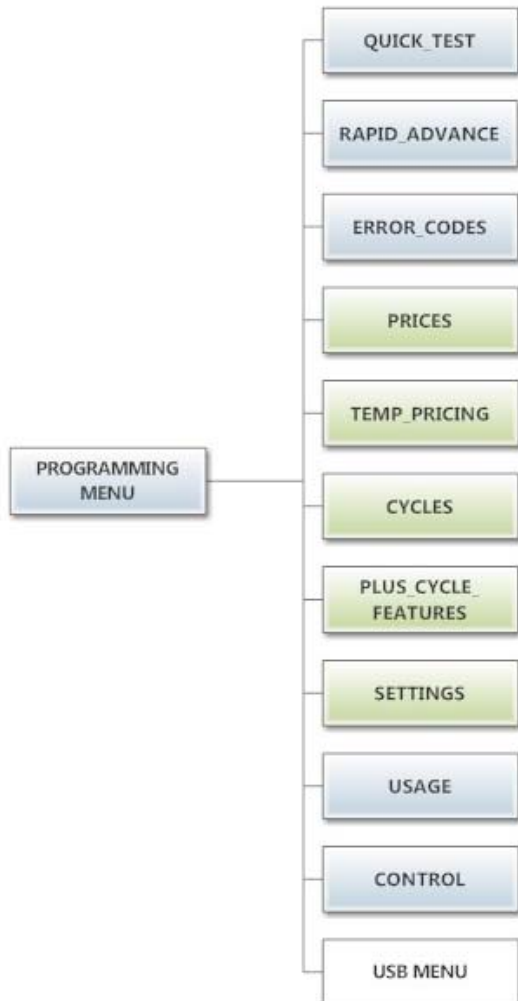 QUICK_TEST
RAPID_ADVANCE
ERROR_CODES
PRICES
TEMP_PRICING
PROGRAMMING
MENU
CYCLES
PLUS_CYCLE_
FEATURES
SETTINGS
USAGE
CONTROL
USB MENU